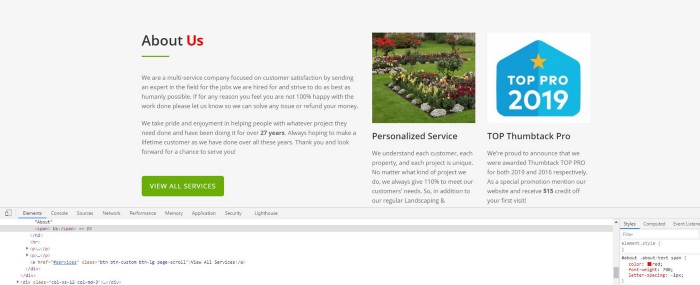 About Us
We are a multi-service company focused on customer satisfaction by sending
an expert in the field for the jobs we are hired for and strive to do as best as
humanly possible. If for any reason you feel you are not 100% happy with the
work done please let us know so we can solve any issue or refund your money.
We take pride and enjoyment in helping people with whatever project they
need done and have been doing it for over 27 years. Always hoping to make a
lifetime customer as we have done over all these years. Thank you and look
forward for a chance to serve you!
VIEW ALL SERVICES
Personalized Service
We understand each customer, each
property, and each project is unique.
No matter what kind of project we
do, we always give 110% to meet our
customers' needs. So, in addition to
our regular Landscaping &
TOP PRO
2019
TOP Thumbtack Pro
We're proud to announce that we
were awarded Thumbtack TOP PRO
for both 2019 and 2016 respectively.
As a special promotion mention our
website and receive $15 credit off
your first visit!
Elements Console Sources Network Performance Memory Application Security Lighthouse
"About"
<span> Us</span> == $0
</h2>
<hr>
<p>…</p>
<p>…</p>
<a href="#services" class="btn btn-custom btn-lg page-scroll">View All Services</a>
</div>
</div>
<div class="col-xs-12 col-md-3">…</div>
Styles Computed Event Listene
Filter
element.style {
}
#about .about-text span {
color: red;
font-weight: 700;
letter-spacing: -1px;
}